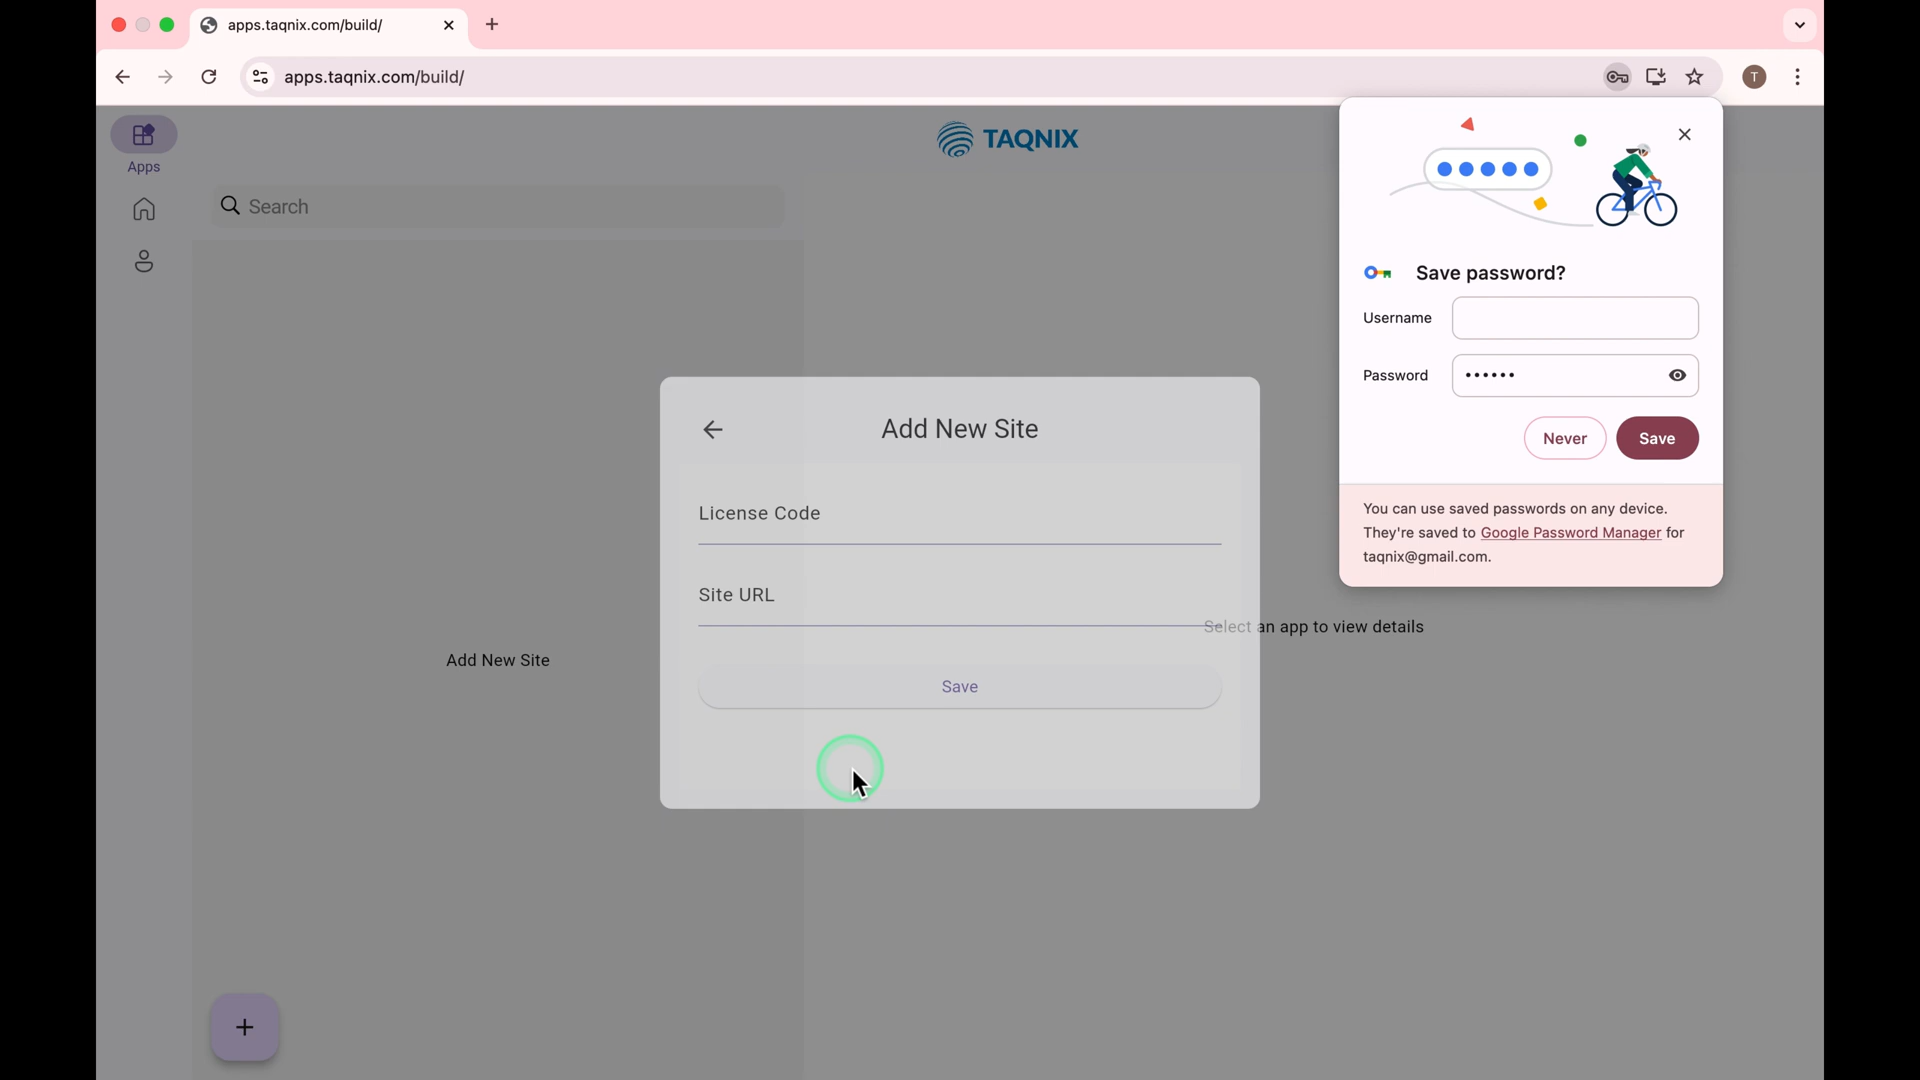 apps.taqnix.com/build/
apps.taqnix.com/build/
T
Apps
TAQNIX
Search
Save password?
Username
Password
Never
Save
You can use saved passwords on any device.
They're saved to Google Password Manager for
taqnix@gmail.com.
Add New Site
License Code
Site URL
Save
Add New Site
Select an app to view details